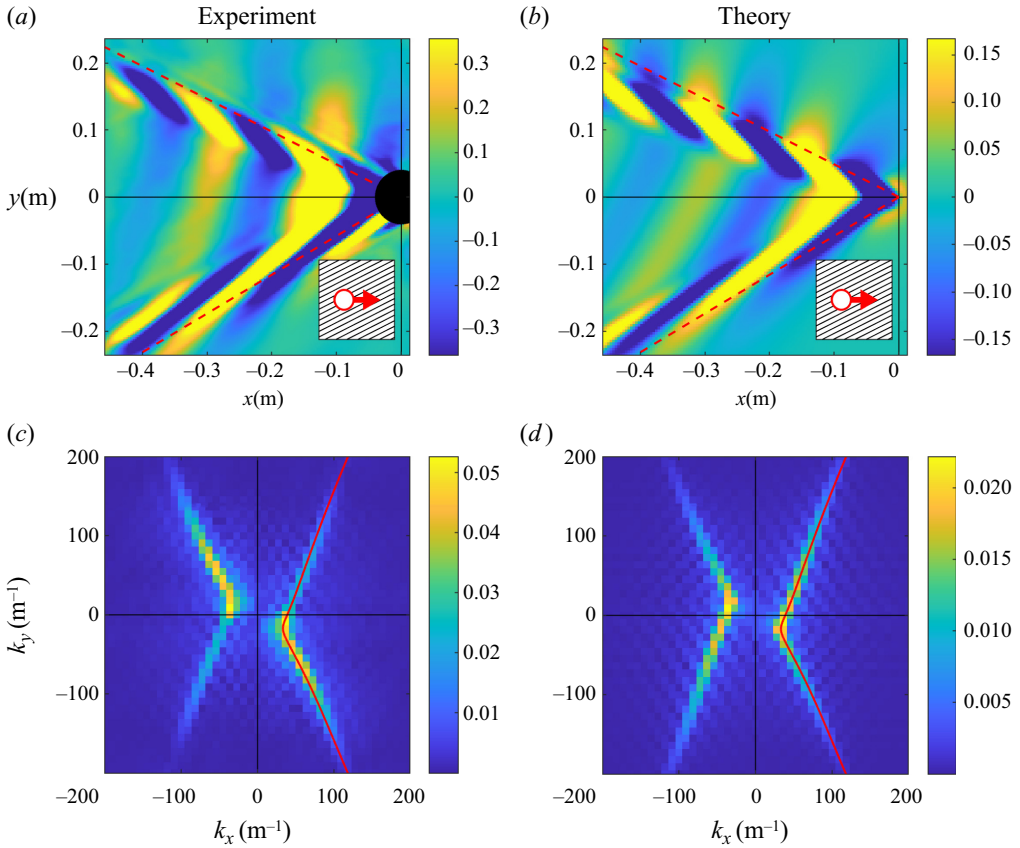 (a) Experiment
(b) Theory
0.2
0.1
0
–0.1
–0.2
y(m)
–0.4 –0.3 –0.2 –0.1 0
x(m)
0.3
0.2
0.1
0
–0.1
–0.2
–0.3
0.2
0.1
0
–0.1
–0.2
–0.4 –0.3 –0.2 –0.1 0
x(m)
0.15
0.10
0.05
0
–0.05
–0.10
–0.15
(c)
200
100
0
–100
–200 –100 0 100 200
k_y (m⁻¹)
k_x (m⁻¹)
0.05
0.04
0.03
0.02
0.01
(d)
200
100
0
–100
–200 –100 0 100 200
k_x (m⁻¹)
0.020
0.015
0.010
0.005